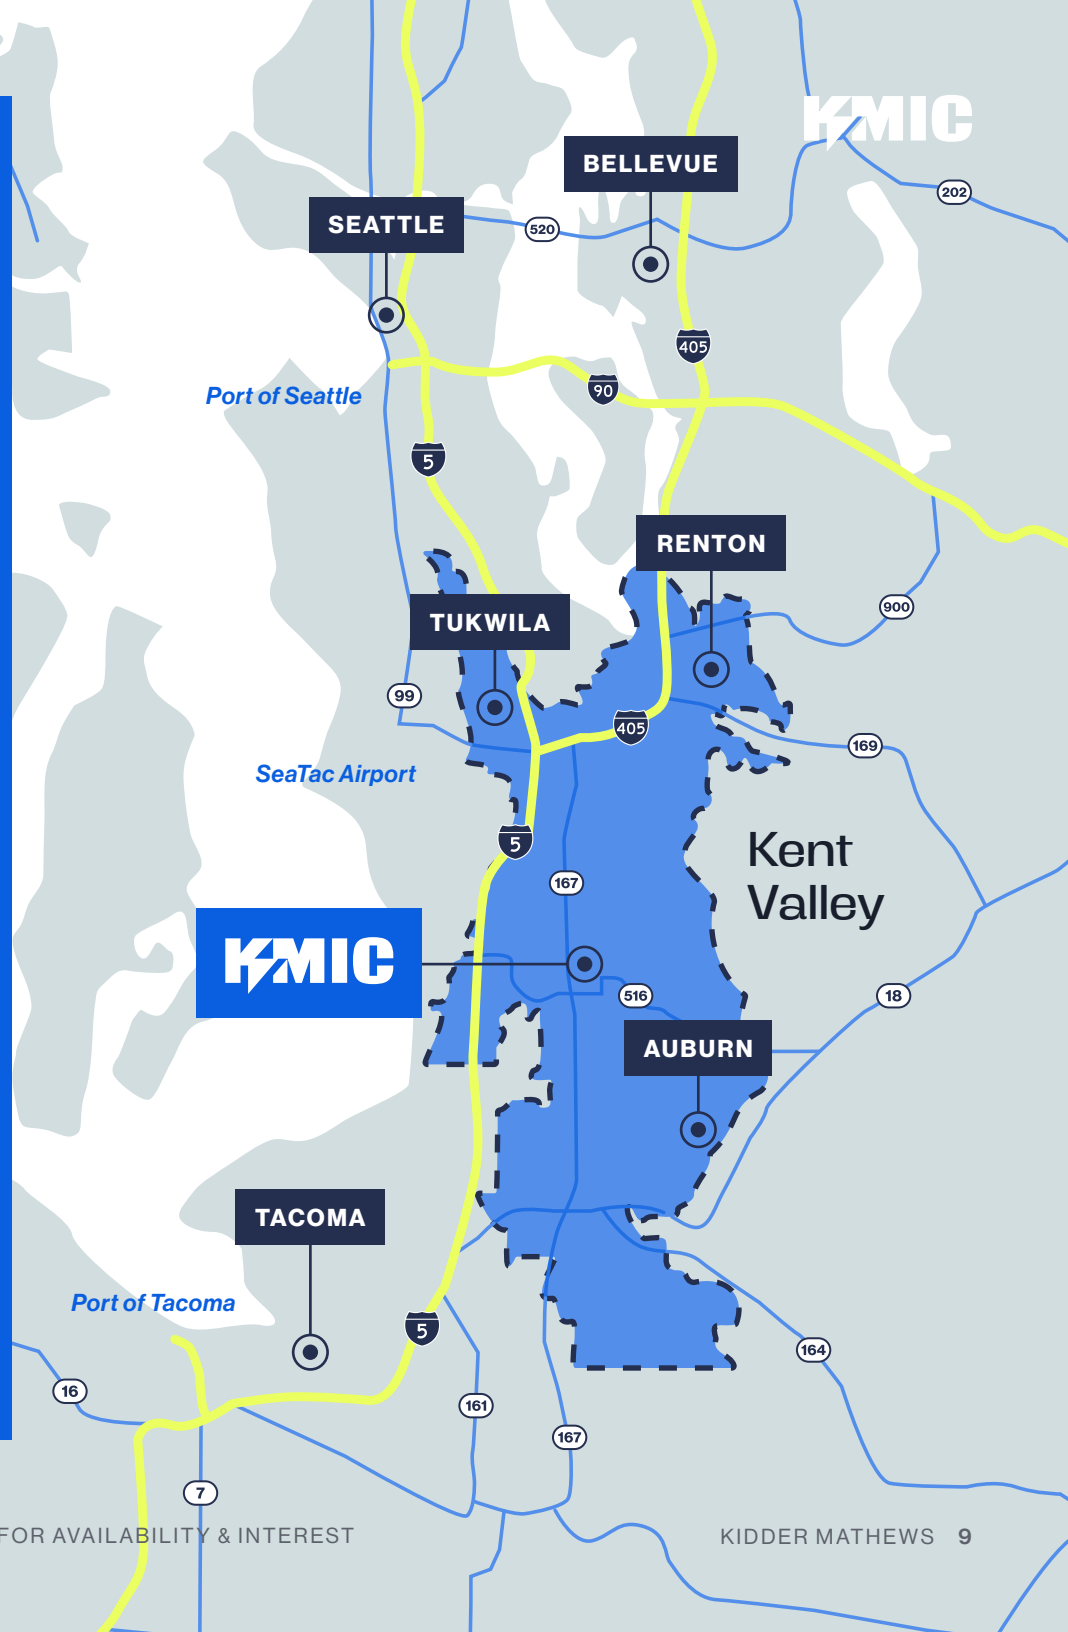 KMIC
BELLEVUE
202
SEATTLE
520
405
90
Port of Seattle
5
RENTON
900
TUKWILA
99
405
169
SeaTac Airport
5
Kent
Valley
167
KMIC
516
18
AUBURN
TACOMA
Port of Tacoma
5
164
16
161
167
7
FOR AVAILABILITY & INTEREST
KIDDER MATHEWS 9